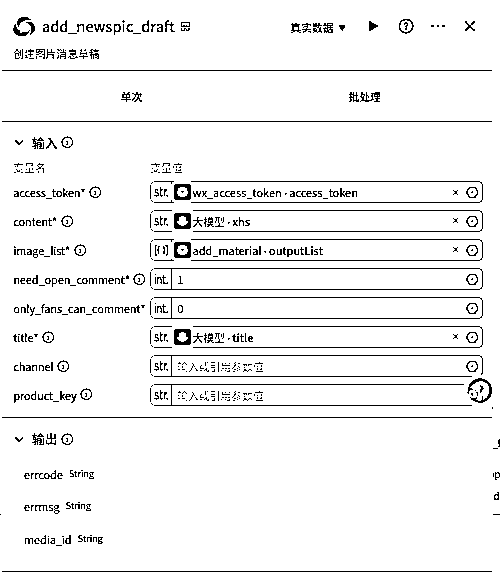 add_newspic_draft
真实数据
创建图片消息草稿
单次 批处理
输入
变量名 变量值
access_token* str. wx_access_token · access_token
content* str. 大模型 · xhs
image_list* add_material · outputList
need_open_comment* int. 1
only_fans_can_comment* int. 0
title* str. 大模型 · title
channel str. 输入或引用参数值
product_key str. 输入或引用参数值
输出
errcode String
errmsg String
media_id String